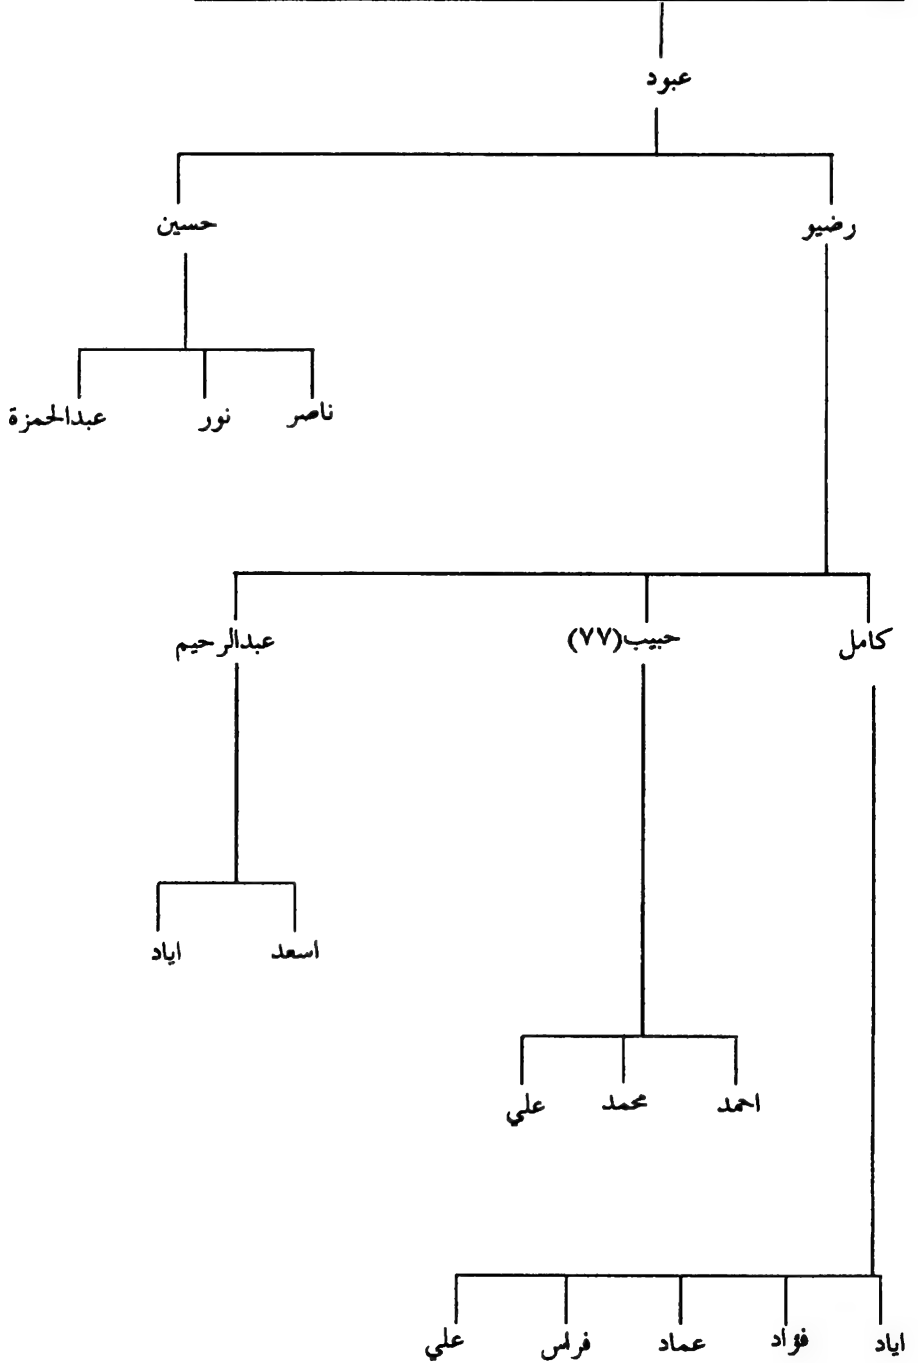 عبود
رضيو حسين
ناصر نور عبدالحمزة
كامل حبيب(٧٧) عبدالرحيم
اسعد اياد
احمد محمد علي
اياد فؤاد عماد فراس علي